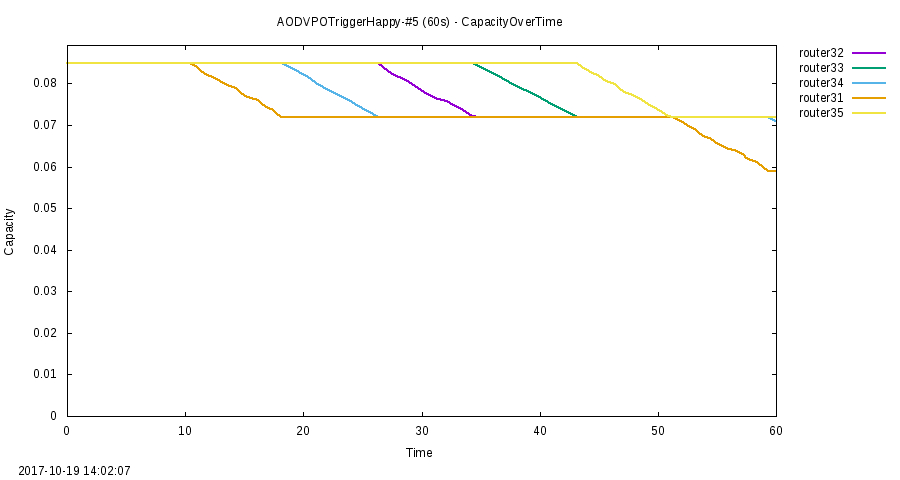 AODVPOTriggerHappy-#5 (60s) - CapacityOverTime
router32
router33
router34
router31
router35
0.08
0.07
0.06
0.05
0.04
0.03
0.02
0.01
0
Capacity
0 10 20 30 40 50 60
Time
2017-10-19 14:02:07